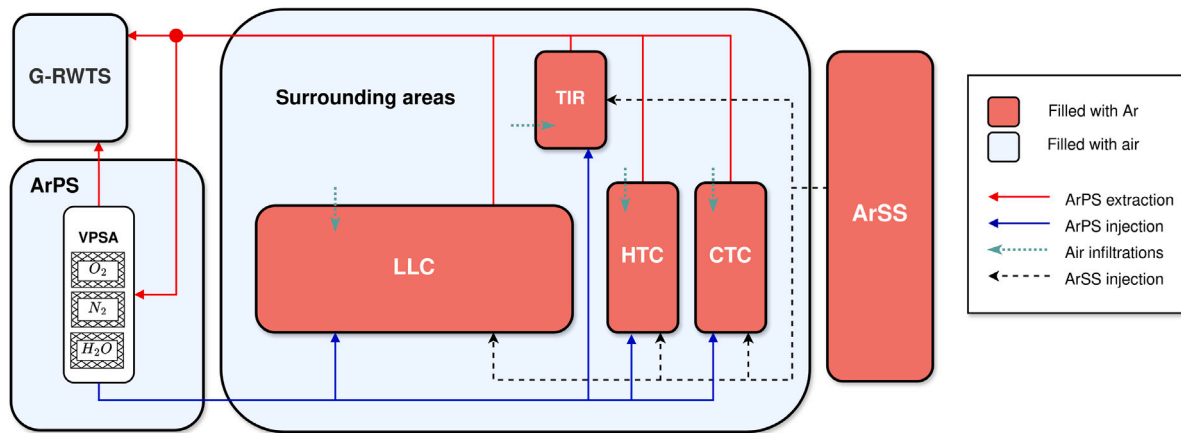 G-RWTS
ArPS
VPSA
O₂
N₂
H₂O
Surrounding areas
TIR
LLC
HTC
CTC
ArSS
Filled with Ar
Filled with air
ArPS extraction
ArPS injection
Air infiltrations
ArSS injection